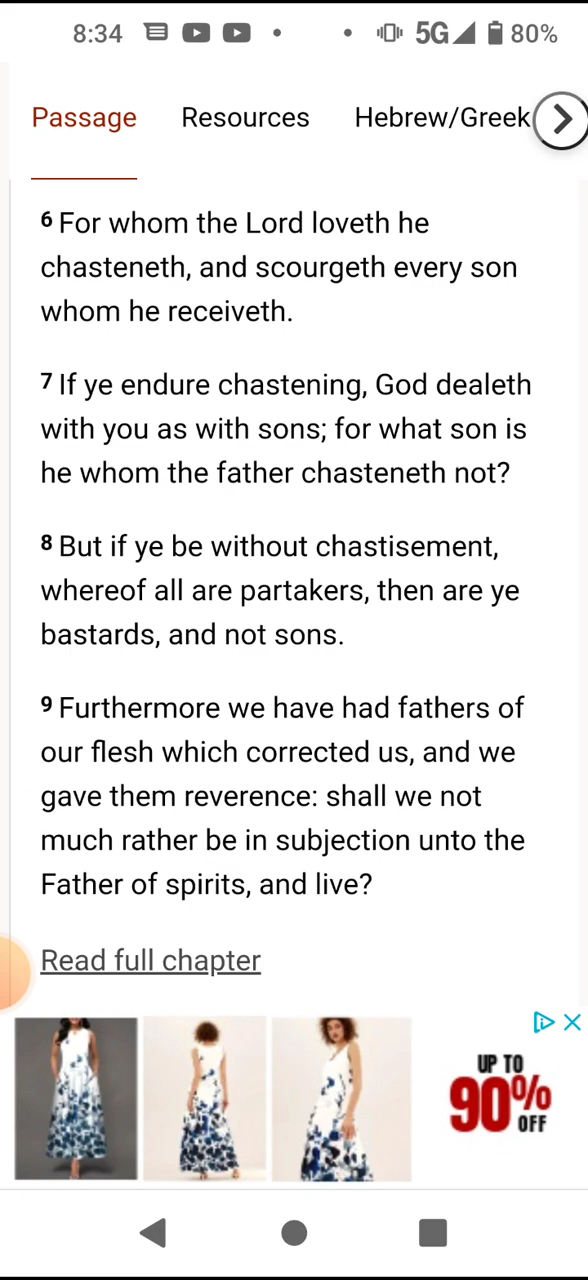 8:34
5G 80%
Passage Resources Hebrew/Greek
6 For whom the Lord loveth he
chasteneth, and scourgeth every son
whom he receiveth.
7 If ye endure chastening, God dealeth
with you as with sons; for what son is
he whom the father chasteneth not?
8 But if ye be without chastisement,
whereof all are partakers, then are ye
bastards, and not sons.
9 Furthermore we have had fathers of
our flesh which corrected us, and we
gave them reverence: shall we not
much rather be in subjection unto the
Father of spirits, and live?
Read full chapter
UP TO
90%
OFF